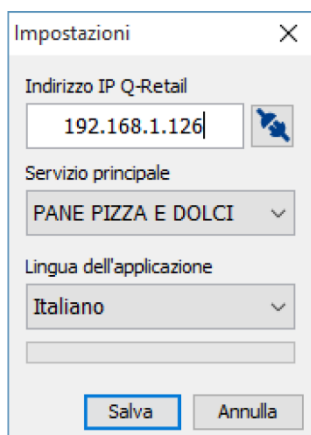 Impostazioni
Indirizzo IP Q-Retail
192.168.1.126
Servizio principale
PANE PIZZA E DOLCI
Lingua dell'applicazione
Italiano
Salva
Annulla